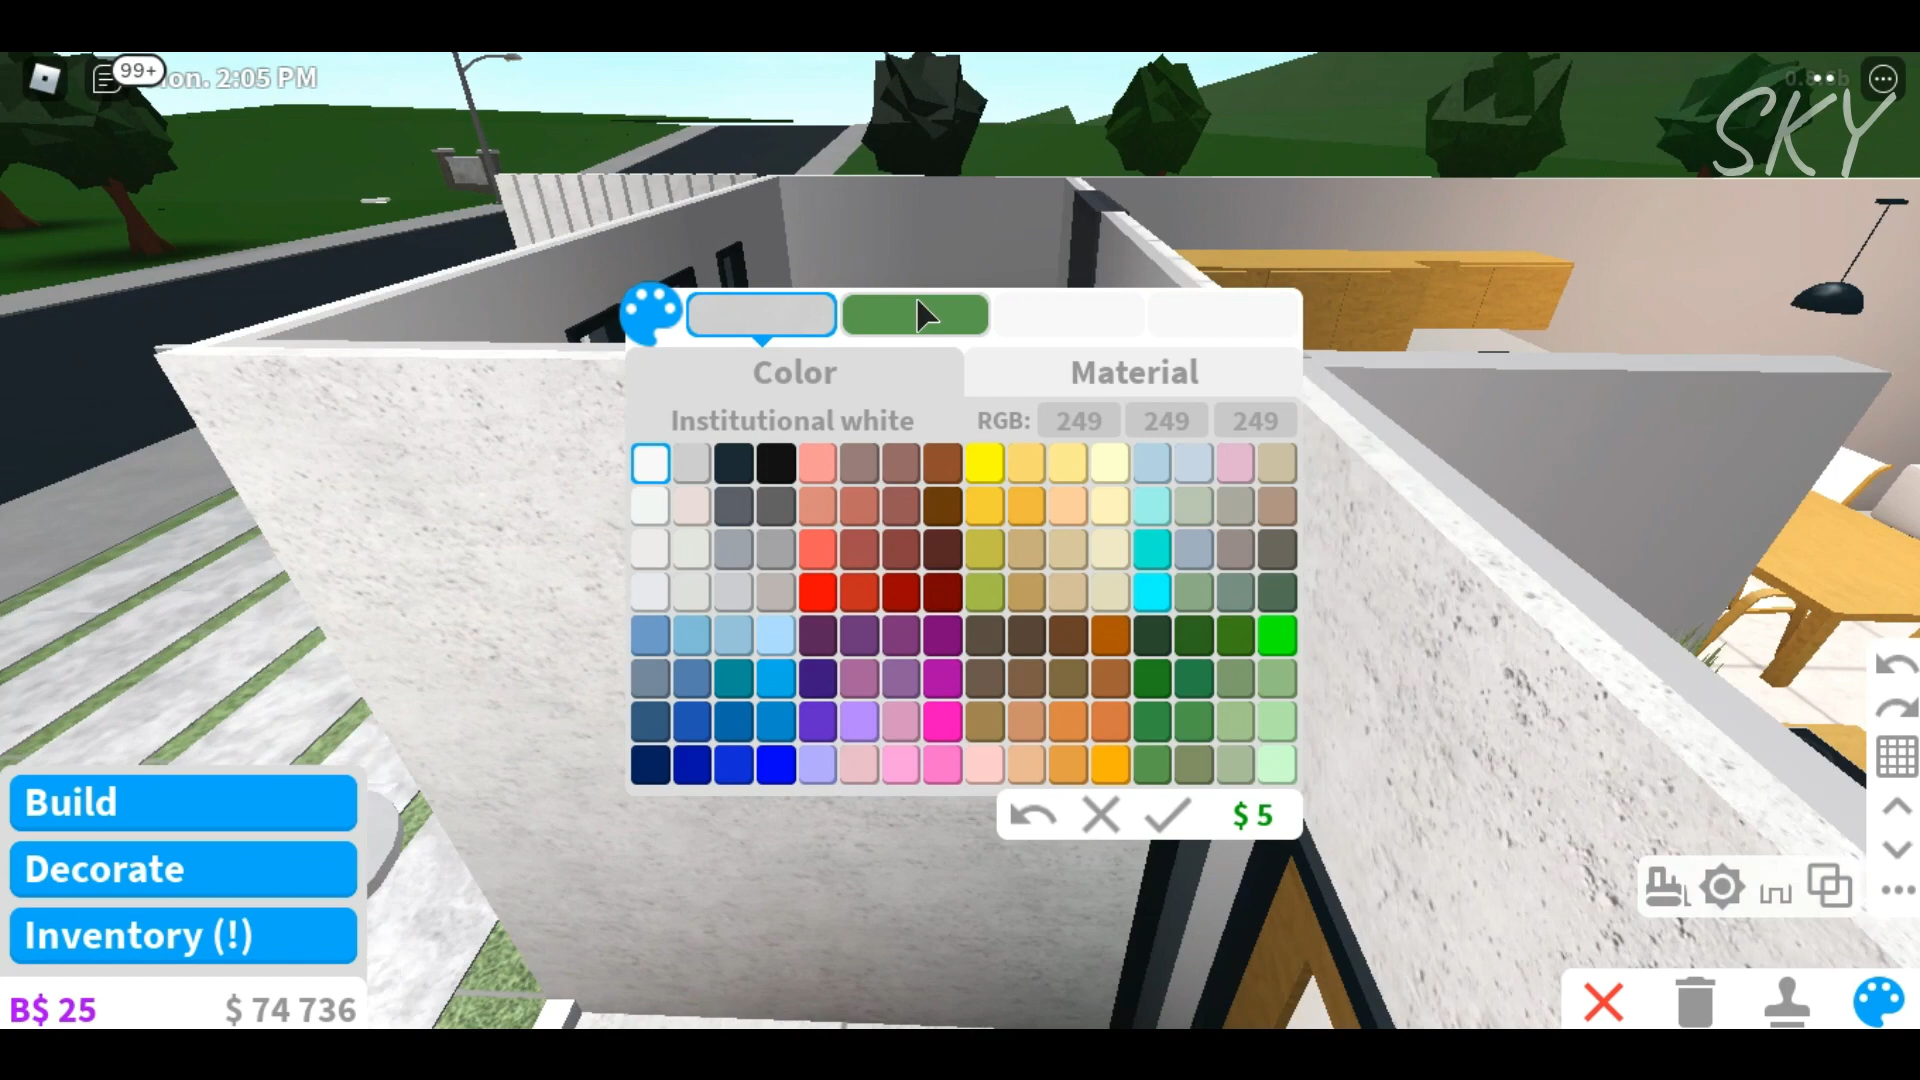 99+
on. 2:05 PM
SKY
Color
Material
Institutional white
RGB: 249 249 249
$ 5
Build
Decorate
Inventory (!)
B$ 25
$ 74 736